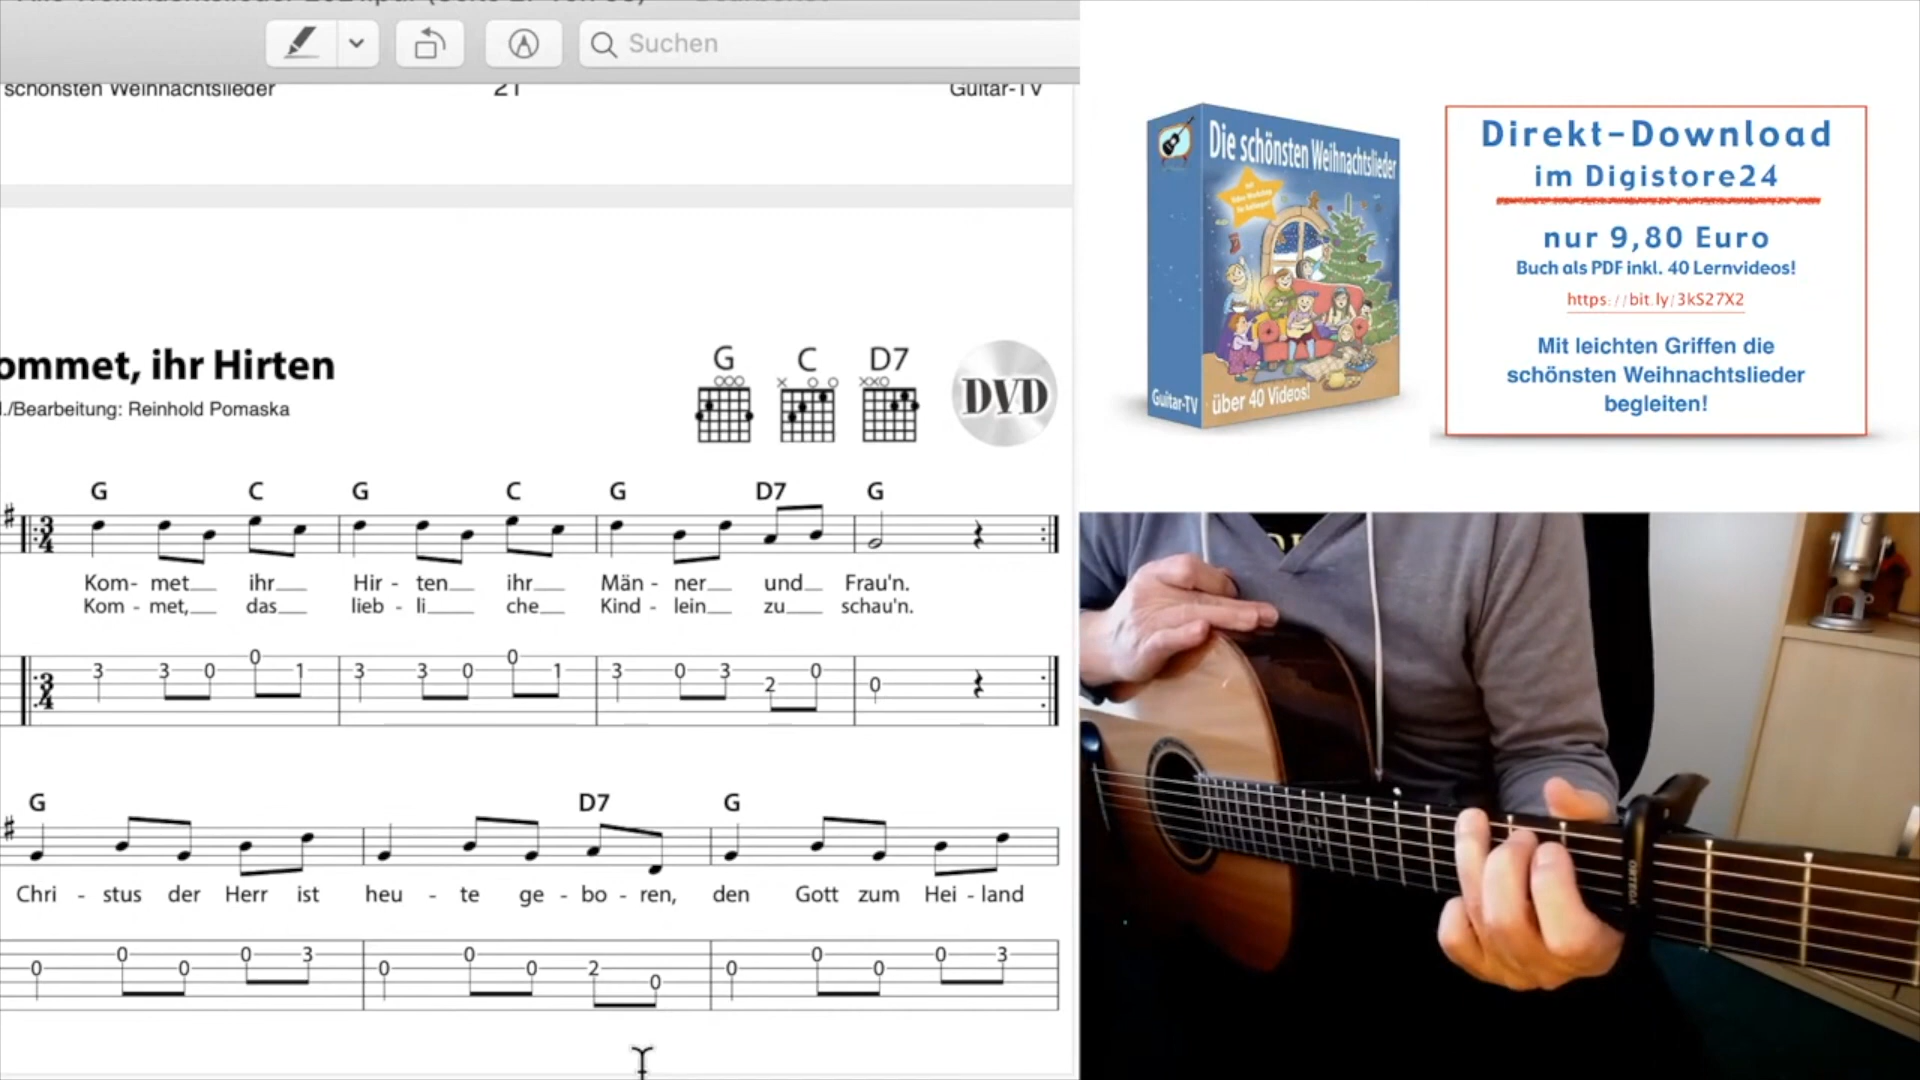 Suchen
schönsten Weihnachtslieder 21 Guitar-TV
ommet, ihr Hirten
l./Bearbeitung: Reinhold Pomaska
G C D7
DVD
G C G C G D7 G
3 4
Kom- met ihr Hir - ten ihr Män - ner und Frau'n.
Kom - met, das lieb - li che Kind - lein zu schau'n.
3 4
3 3 0 0 1 3 3 0 0 1 3 0 3 2 0 0
G D7 G
Chri - stus der Herr ist heu - te ge - bo - ren, den Gott zum Hei - land
0 0 0 0 3 0 0 0 2 0 0 0 0 0 3
Die schönsten Weihnachtslieder
Guitar-TV
über 40 Videos!
Direkt-Download
im Digistore24
nur 9,80 Euro
Buch als PDF inkl. 40 Lernvideos!
https://bit.ly/3kS27X2
Mit leichten Griffen die
schönsten Weihnachtslieder
begleiten!
ORTEGA